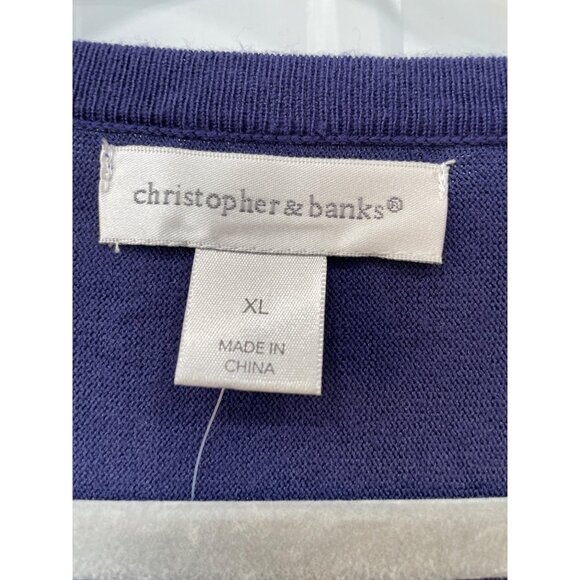 christopher & banks®
XL
MADE IN
CHINA